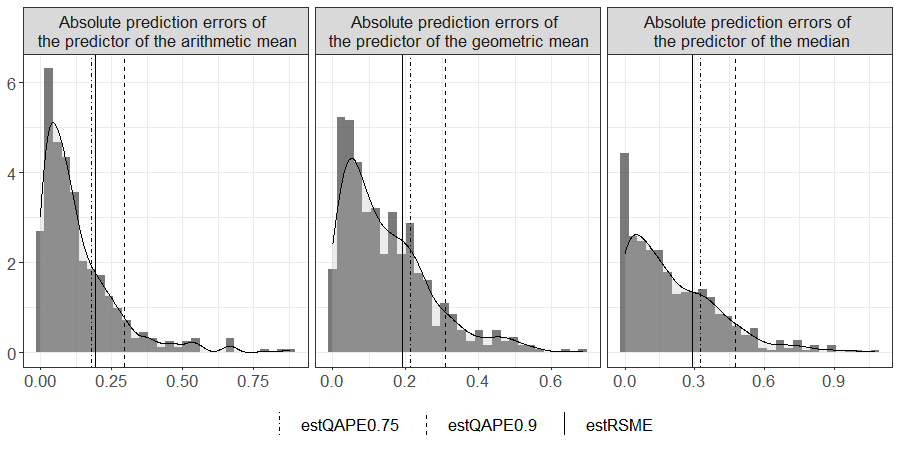 Absolute prediction errors of
the predictor of the arithmetic mean
Absolute prediction errors of
the predictor of the geometric mean
Absolute prediction errors of
the predictor of the median
6
4
2
0
0.00 0.25 0.50 0.75
0.0 0.2 0.4 0.6
0.0 0.3 0.6 0.9
estQAPE0.75 estQAPE0.9 estRSME